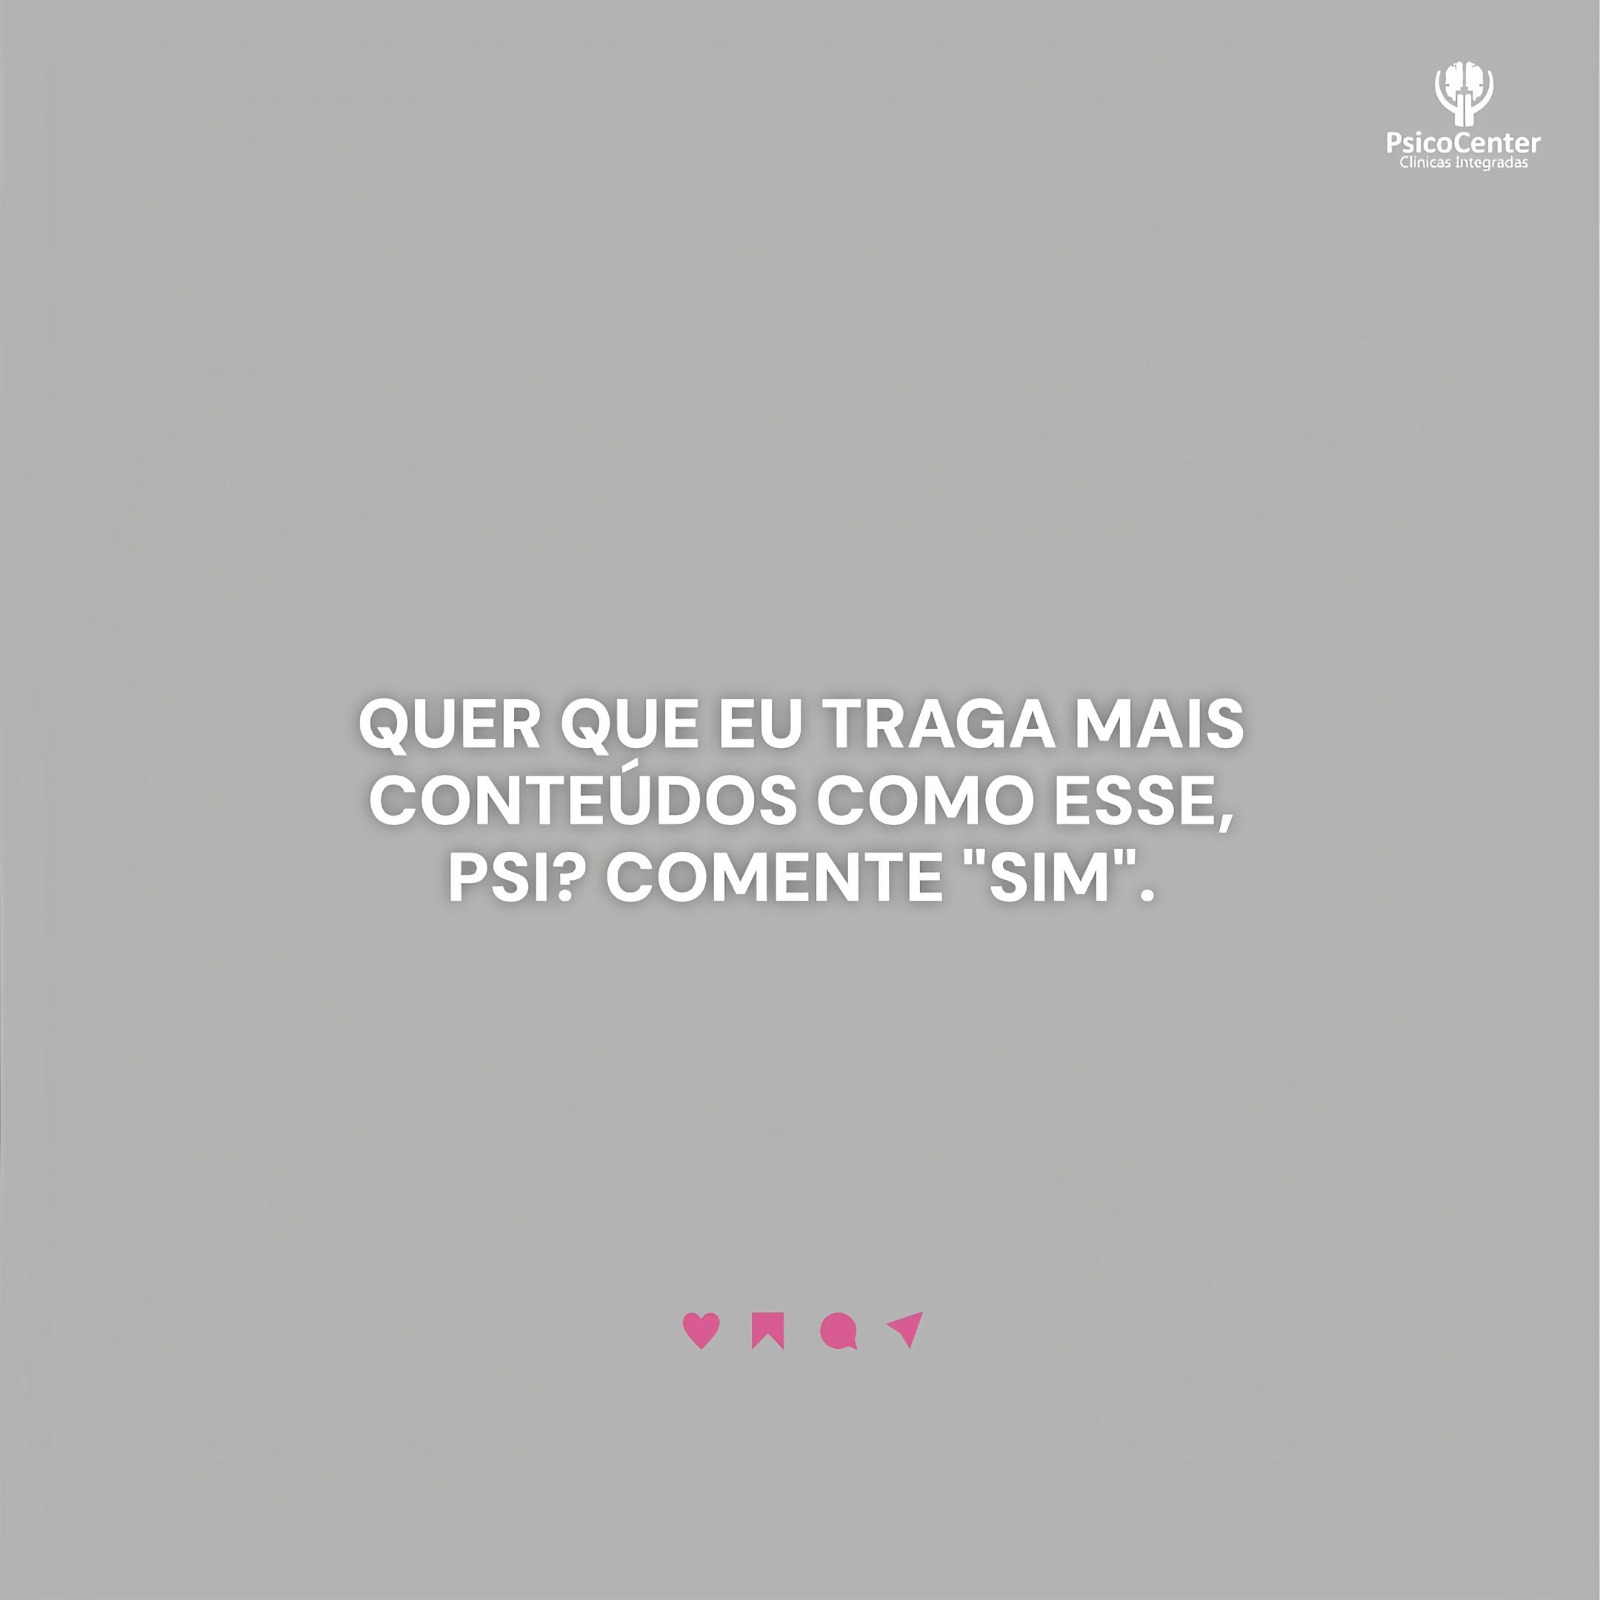 PsicoCenter
Clínicas Integradas
QUER QUE EU TRAGA MAIS
CONTEÚDOS COMO ESSE,
PSI? COMENTE "SIM".